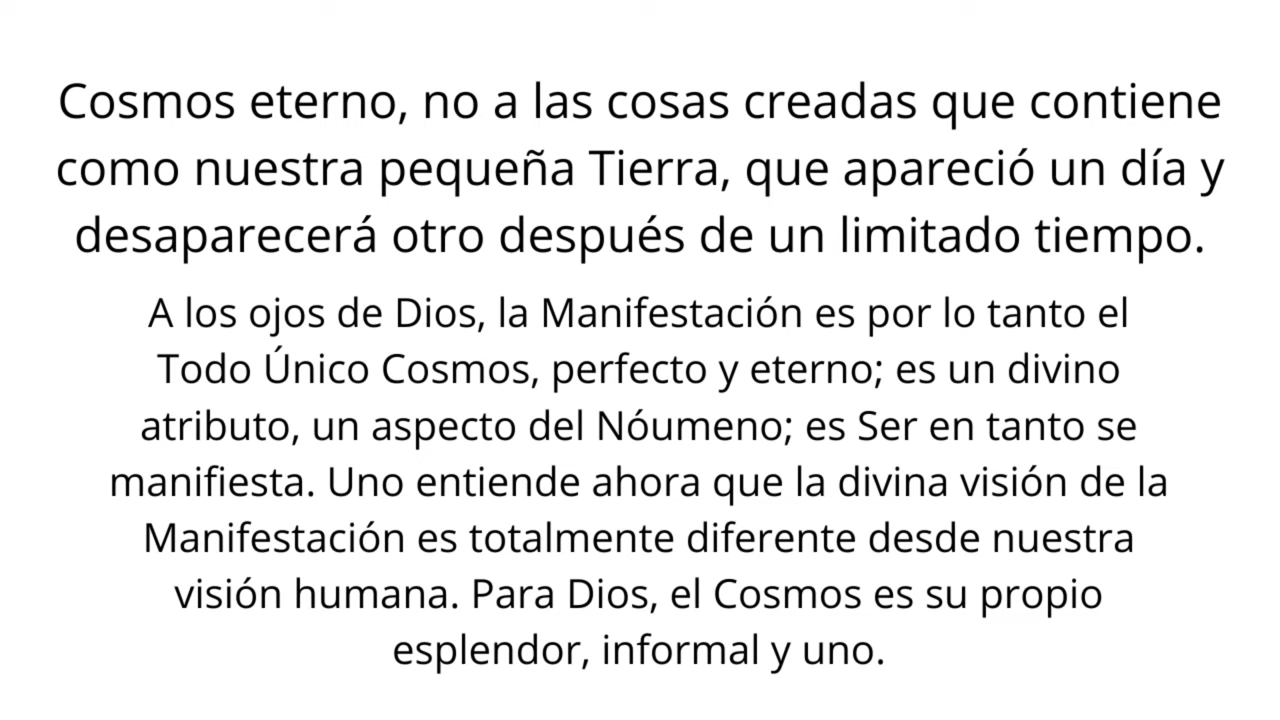 Cosmos eterno, no a las cosas creadas que contiene
como nuestra pequeña Tierra, que apareció un día y
desaparecerá otro después de un limitado tiempo.
A los ojos de Dios, la Manifestación es por lo tanto el
Todo Único Cosmos, perfecto y eterno; es un divino
atributo, un aspecto del Nóumeno; es Ser en tanto se
manifiesta. Uno entiende ahora que la divina visión de la
Manifestación es totalmente diferente desde nuestra
visión humana. Para Dios, el Cosmos es su propio
esplendor, informal y uno.